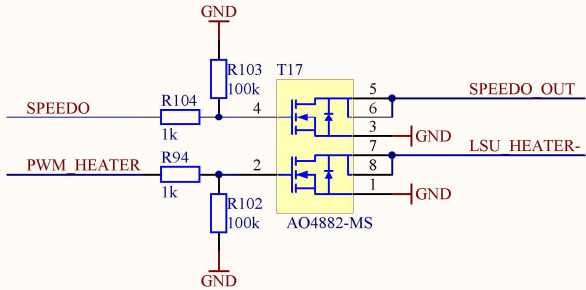 GND
T17
R103
100k
5
SPEEDO_OUT
SPEEDO
R104
4
6
1k
3
GND
7
LSU_HEATER-
PWM_HEATER
R94
2
8
1k
1
GND
R102
100k
AO4882-MS
GND